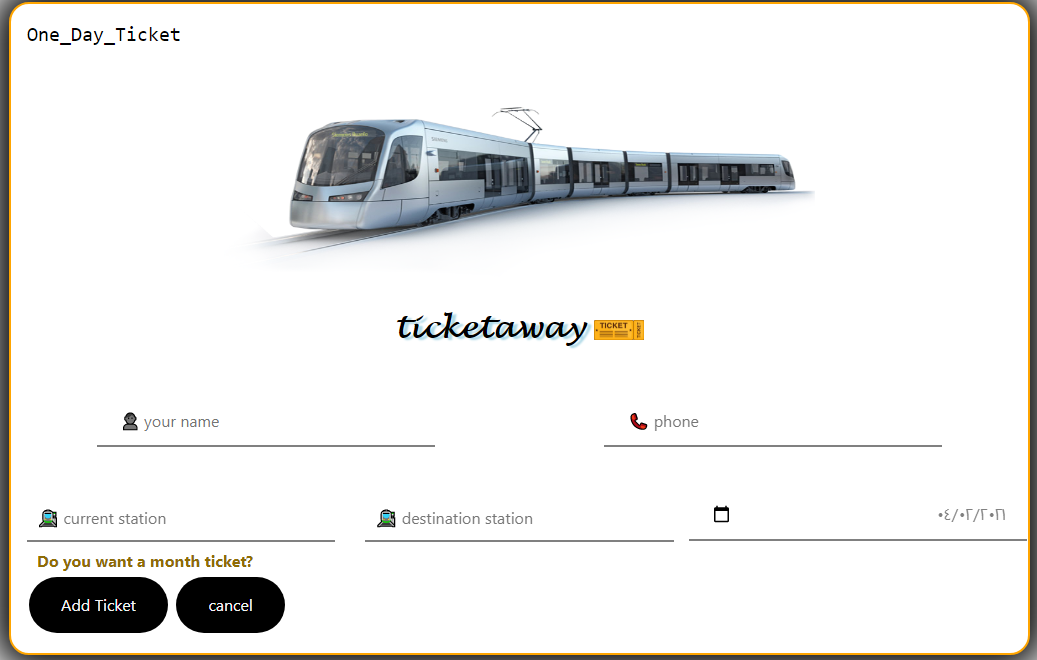 One_Day_Ticket
ticketaway
TICKET
TICKET
your name
phone
current station
destination station
٠٤/٠٢/٢٠٢١
Do you want a month ticket?
Add Ticket
cancel